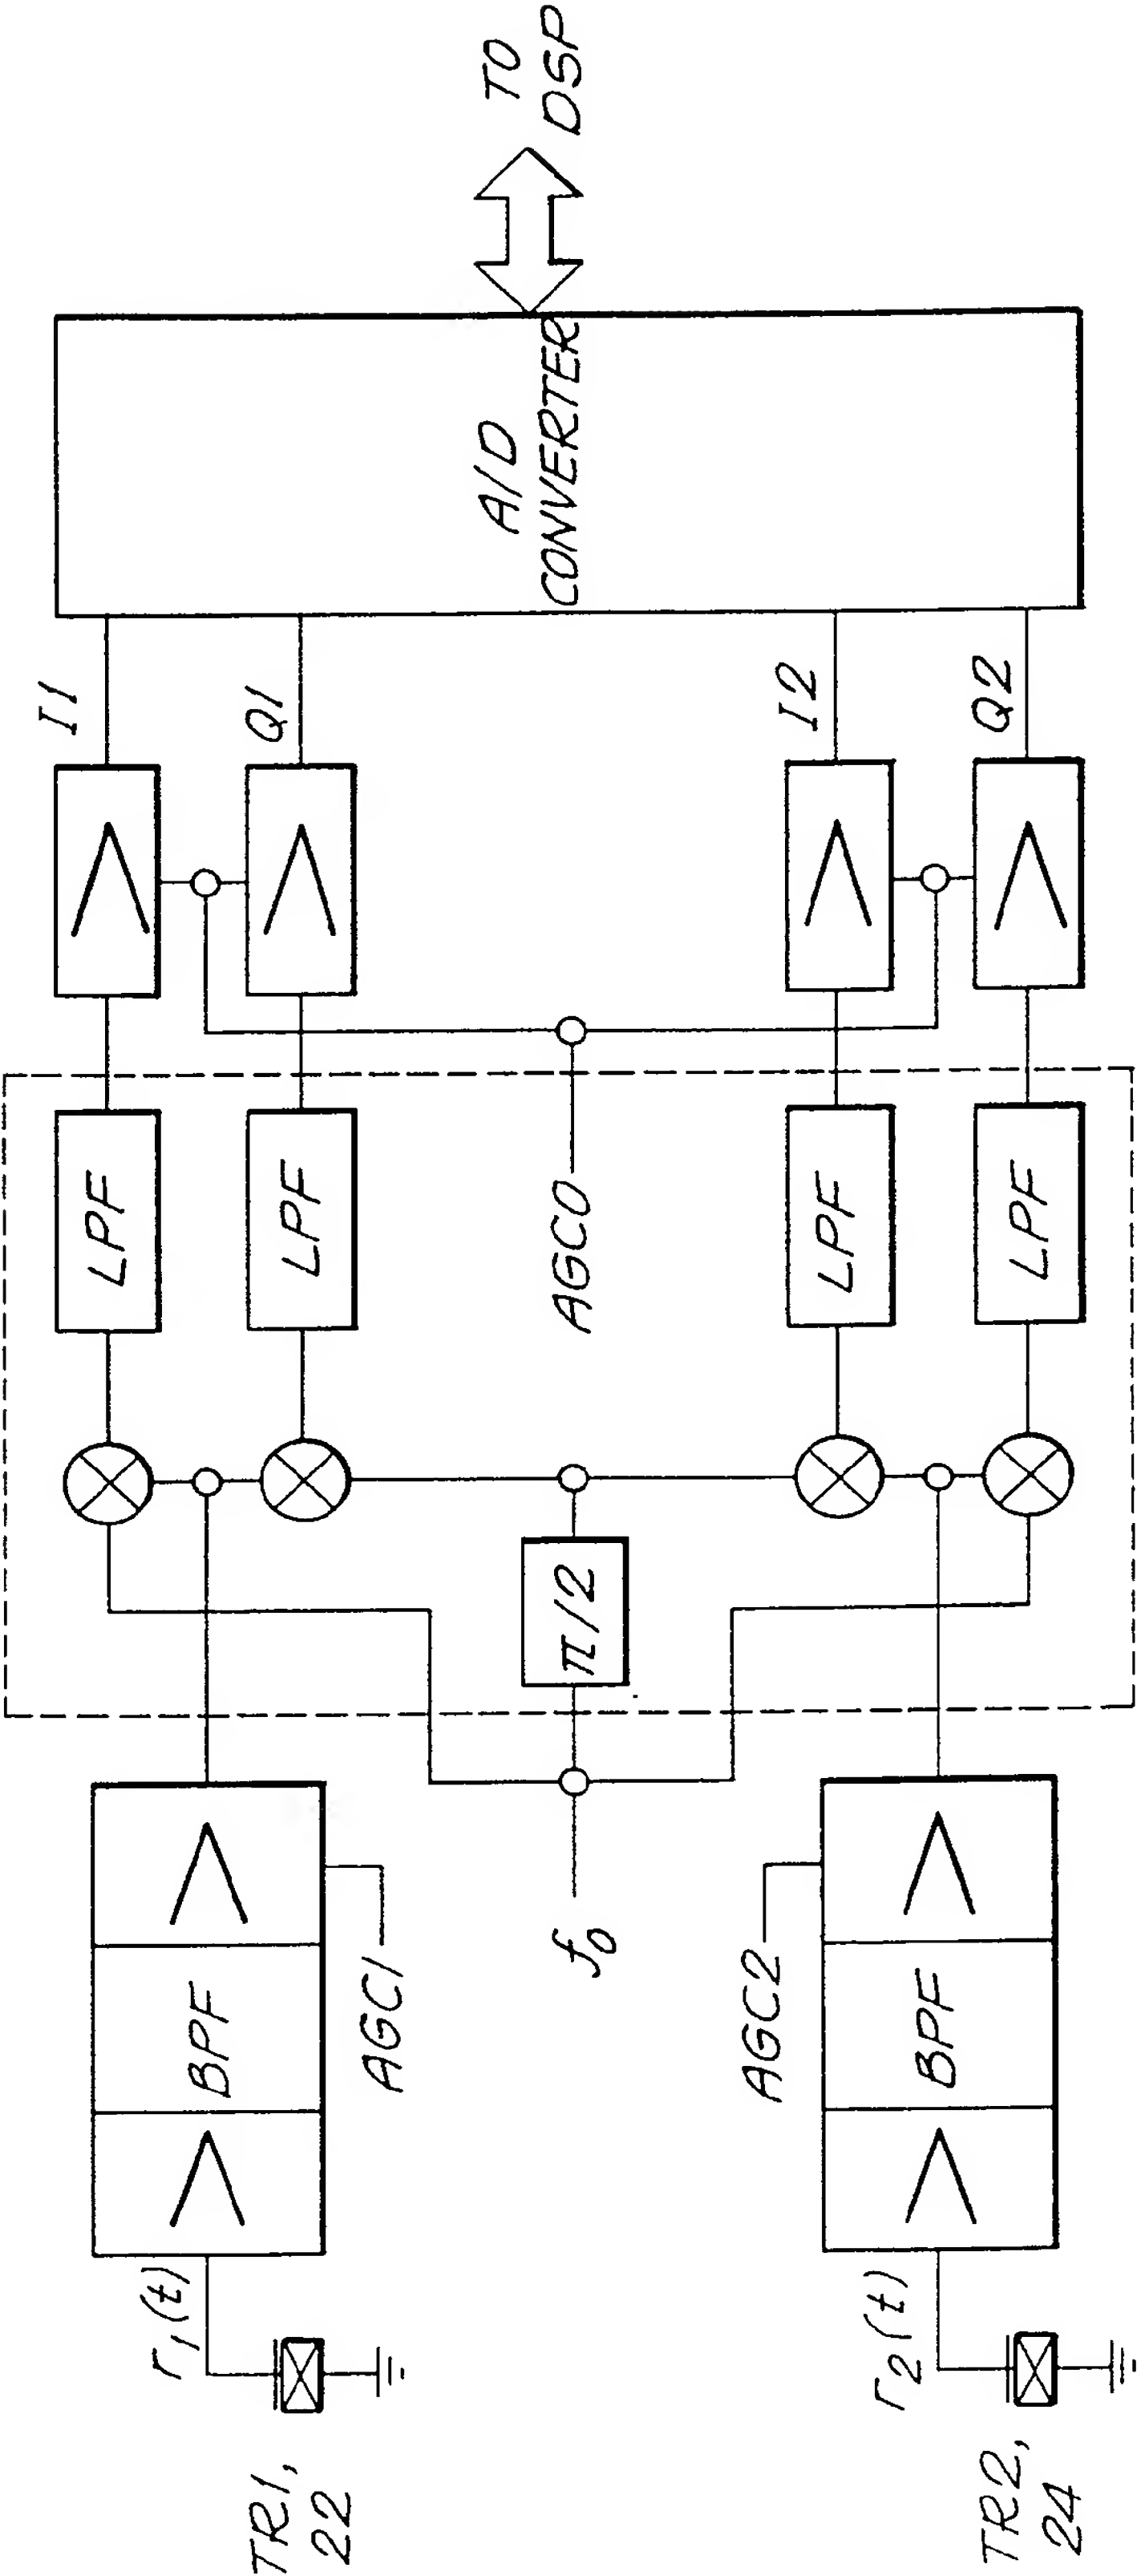 TR1,
22
r1(t)
BPF
AGC1
TR2,
24
r2(t)
BPF
AGC2
f0
π/2
LPF
LPF
LPF
LPF
AGC0
I1
Q1
I2
Q2
A/D
CONVERTER
TO
DSP